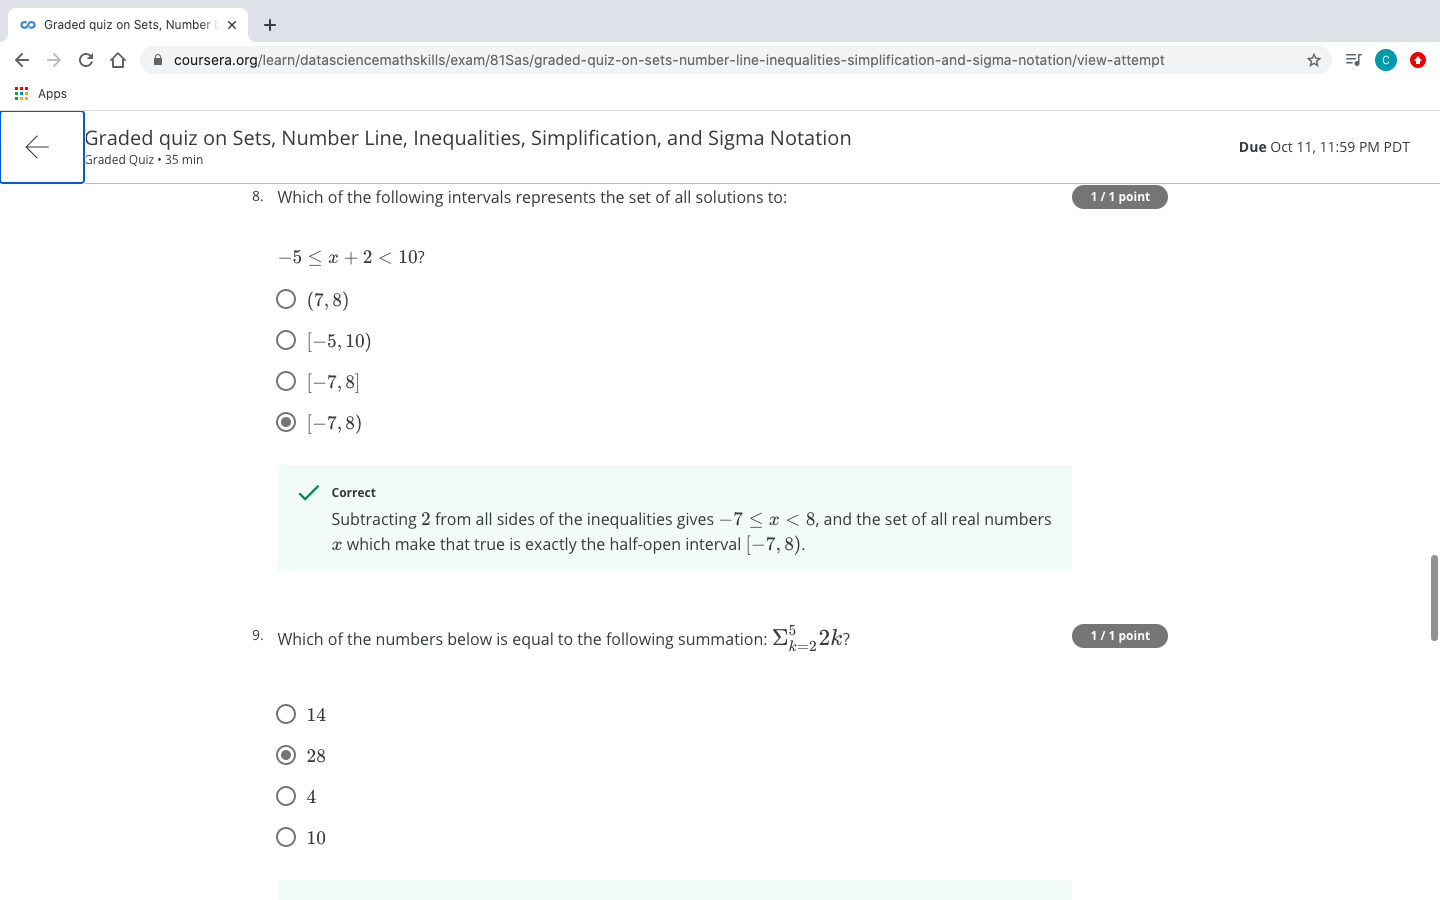 Graded quiz on Sets, Number L
coursera.org/learn/datasciencemathskills/exam/81Sas/graded-quiz-on-sets-number-line-inequalities-simplification-and-sigma-notation/view-attempt
C
Apps
Graded quiz on Sets, Number Line, Inequalities, Simplification, and Sigma Notation
Graded Quiz • 35 min
Due Oct 11, 11:59 PM PDT
8. Which of the following intervals represents the set of all solutions to:
1 / 1 point
−5 ≤ x + 2 < 10?
(7, 8)
[−5, 10)
[−7, 8]
[−7, 8)
Correct
Subtracting 2 from all sides of the inequalities gives −7 ≤ x < 8, and the set of all real numbers
x which make that true is exactly the half-open interval [−7, 8).
9. Which of the numbers below is equal to the following summation: Σ⁵ₖ₌₂ 2k?
1 / 1 point
14
28
4
10